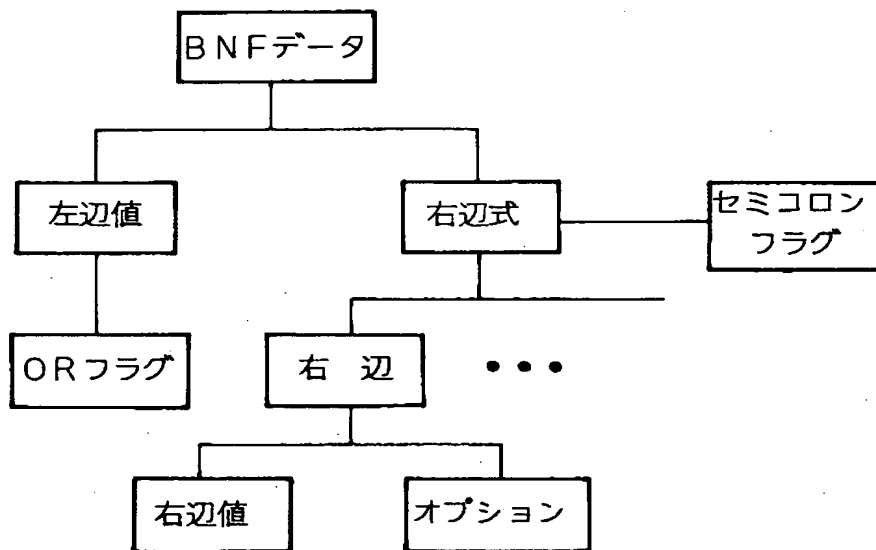 BNFデータ
左辺値
右辺式
セミコロン
フラグ
ORフラグ
右 辺
・・・
右辺値
オプション